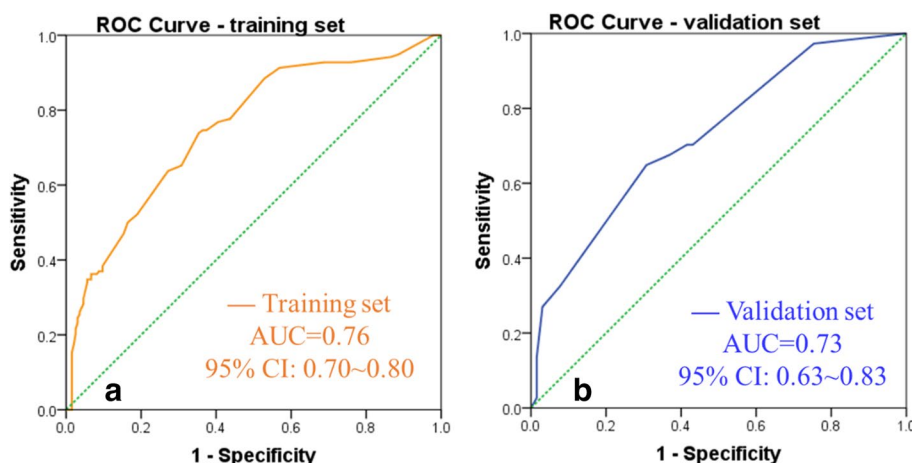 ROC Curve - training set
1.0
0.8
0.6
0.4
0.2
0.0
Sensitivity
0.0 0.2 0.4 0.6 0.8 1.0
1 - Specificity
— Training set
AUC=0.76
95% CI: 0.70~0.80
a
ROC Curve - validation set
1.0
0.8
0.6
0.4
0.2
0.0
Sensitivity
0.0 0.2 0.4 0.6 0.8 1.0
1 - Specificity
— Validation set
AUC=0.73
95% CI: 0.63~0.83
b